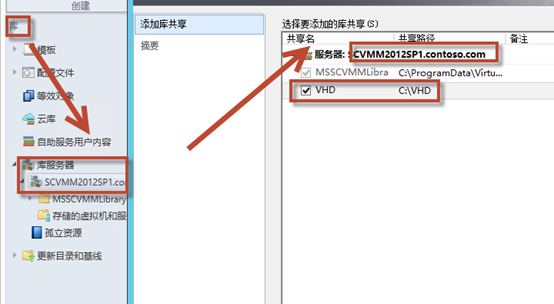 创建
库
模板
配置文件
等效对象
云库
自助服务用户内容
库服务器
SCVMM2012SP1.co
MSSCVMMLibrary
存储的虚拟机和服
孤立资源
更新目录和基线
添加库共享
摘要
选择更添加的库共享(S)
共享名 共享路径 备注
服务器: SCVMM2012SP1.contoso.com
MSSCVMMLibra C:\ProgramData\Virtu
VHD C:\VHD